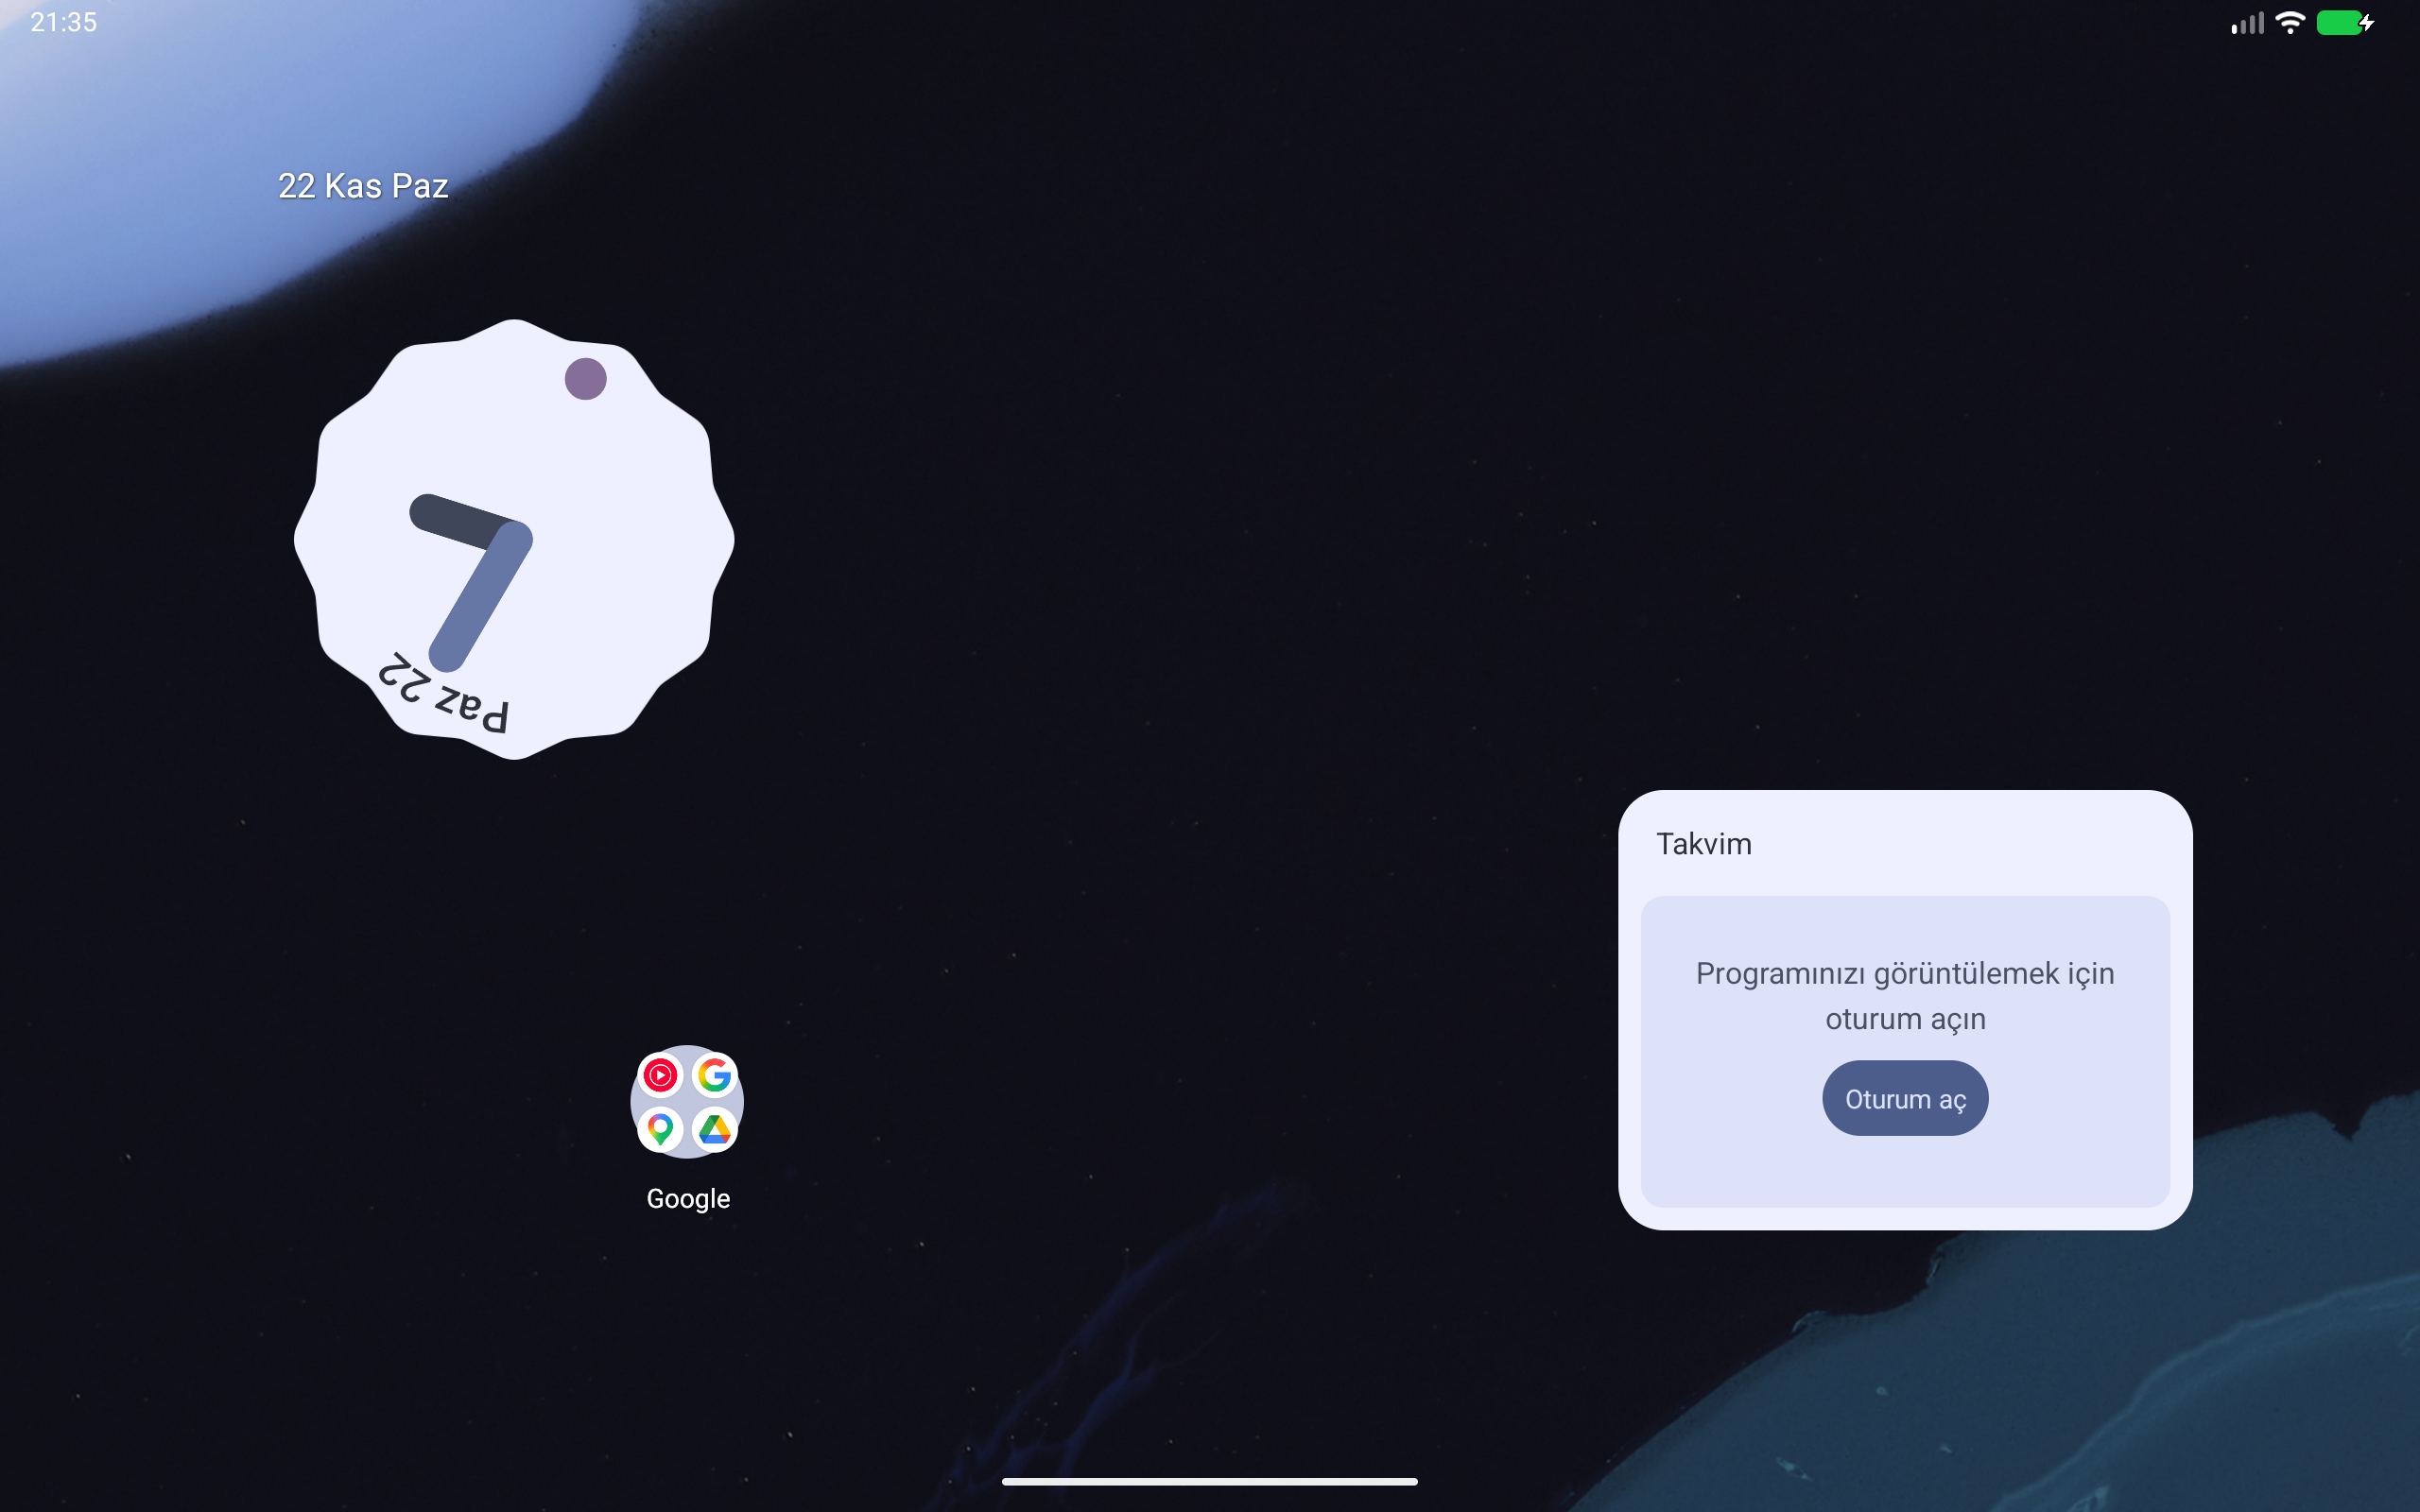 21:35
22 Kas Paz
Paz 22
Takvim
Programınızı görüntülemek için
oturum açın
Oturum aç
Google